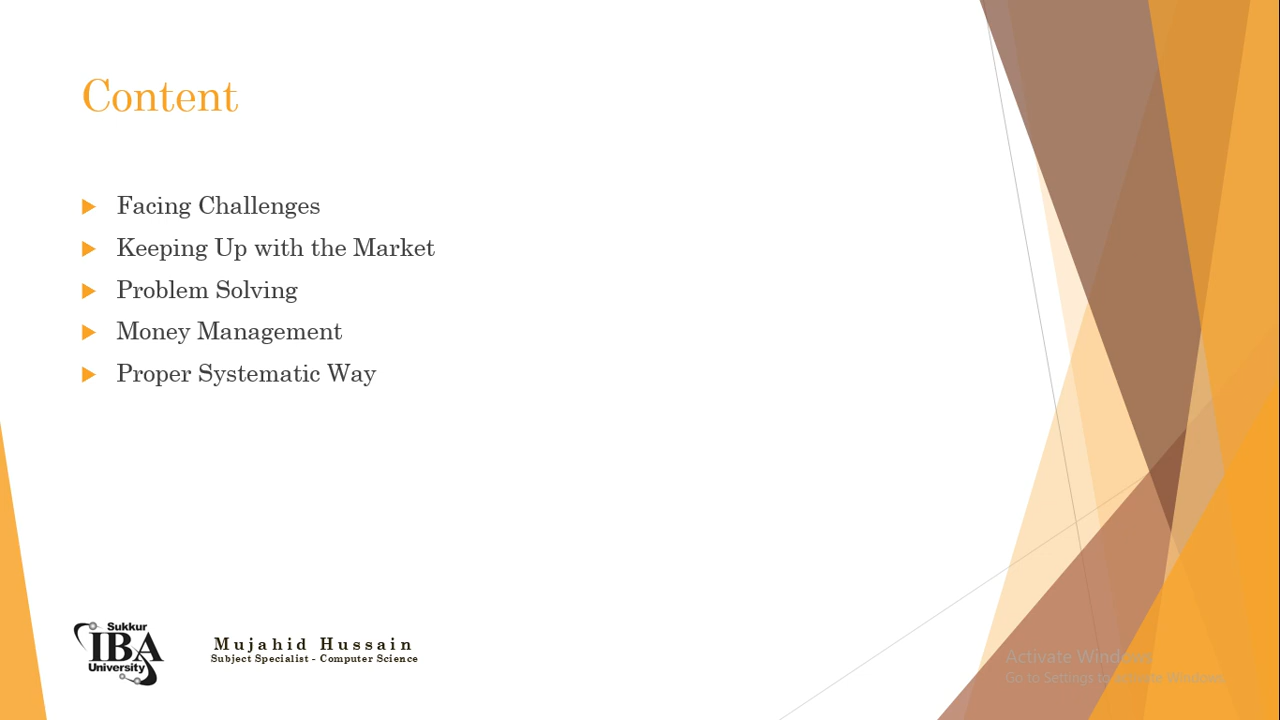 Content
Facing Challenges
Keeping Up with the Market
Problem Solving
Money Management
Proper Systematic Way
Sukkur
IBA
University
Mujahid Hussain
Subject Specialist - Computer Science
Activate Windows
Go to Settings to activate Windows.